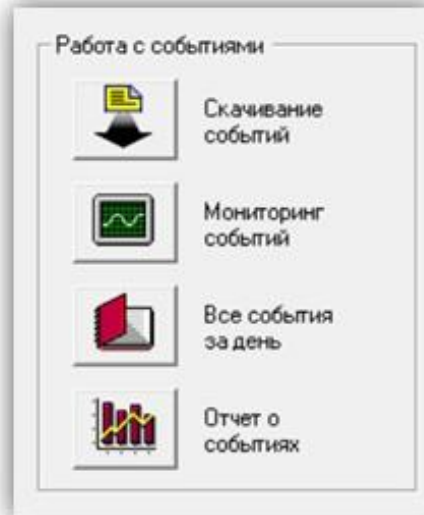 Работа с событиями
Скачивание
событий
Мониторинг
событий
Все события
за день
Отчет о
событиях